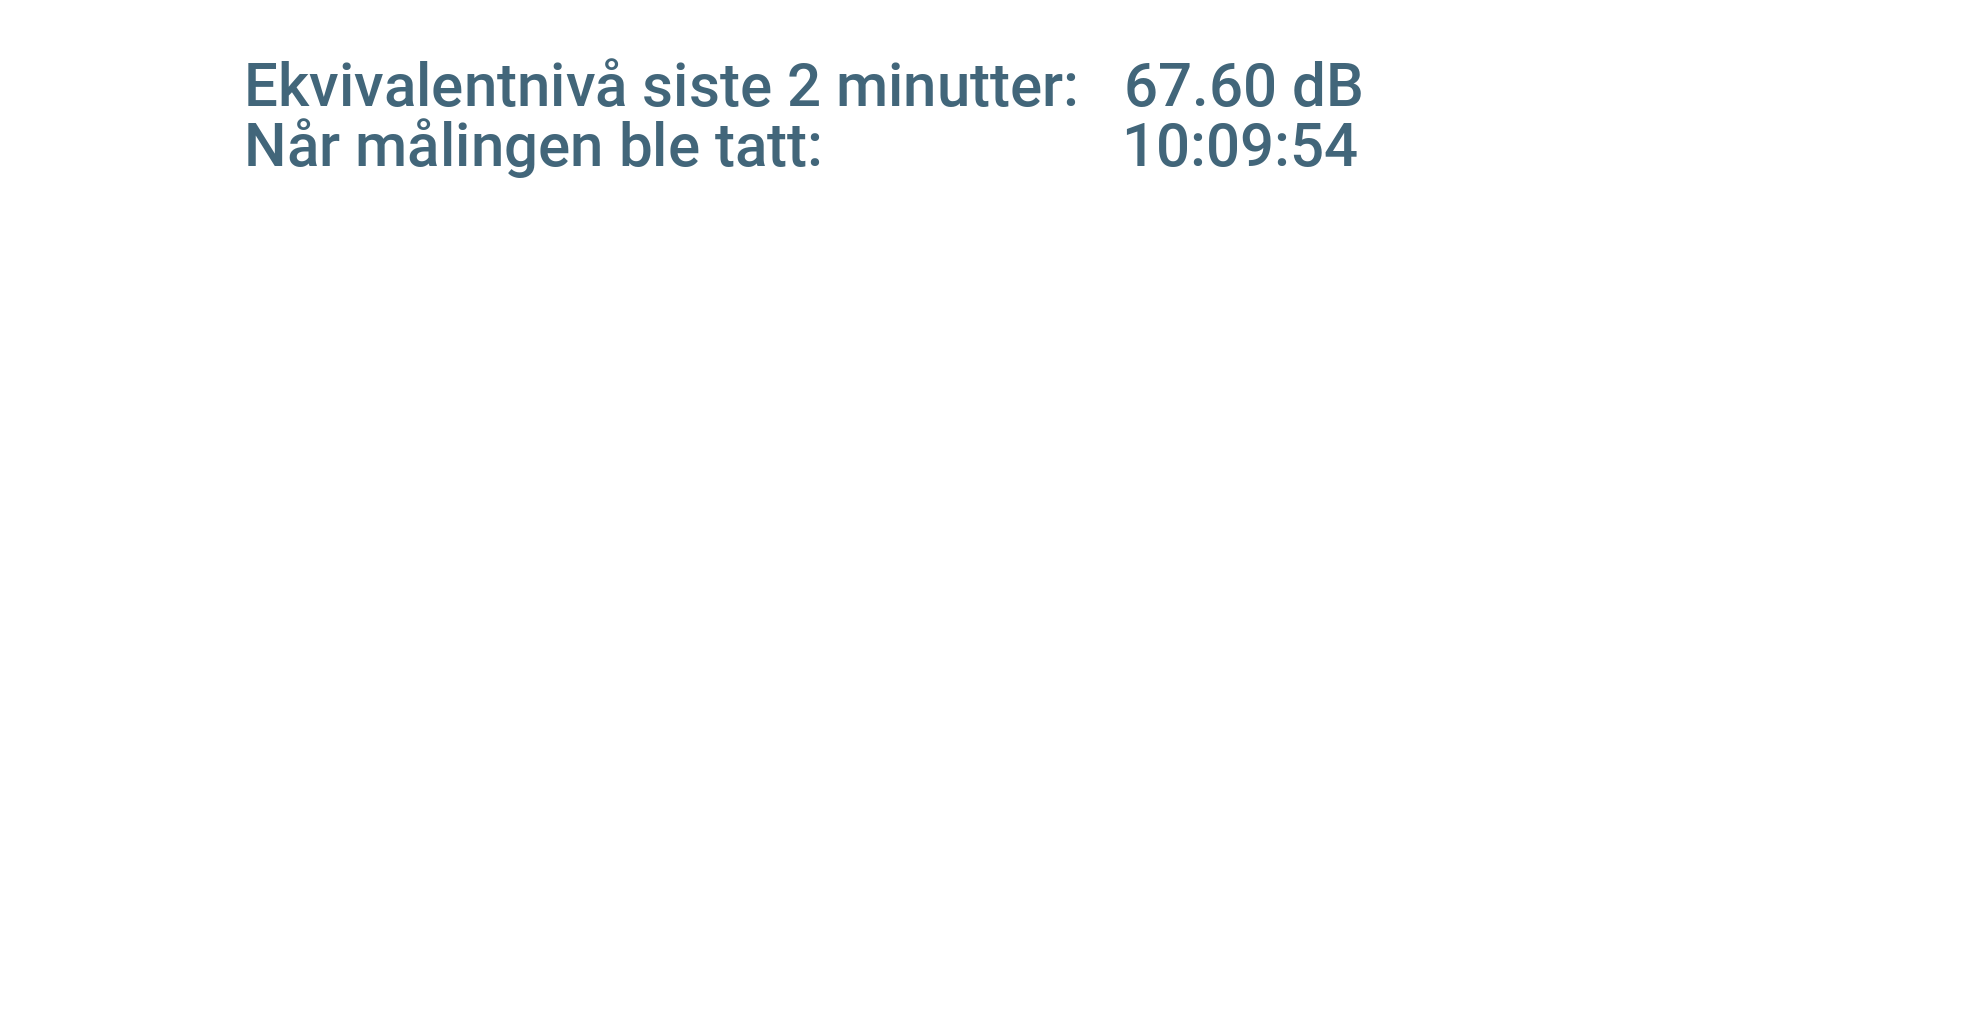 Ekvivalentnivå siste 2 minutter: 67.60 dB
Når målingen ble tatt: 10:09:54